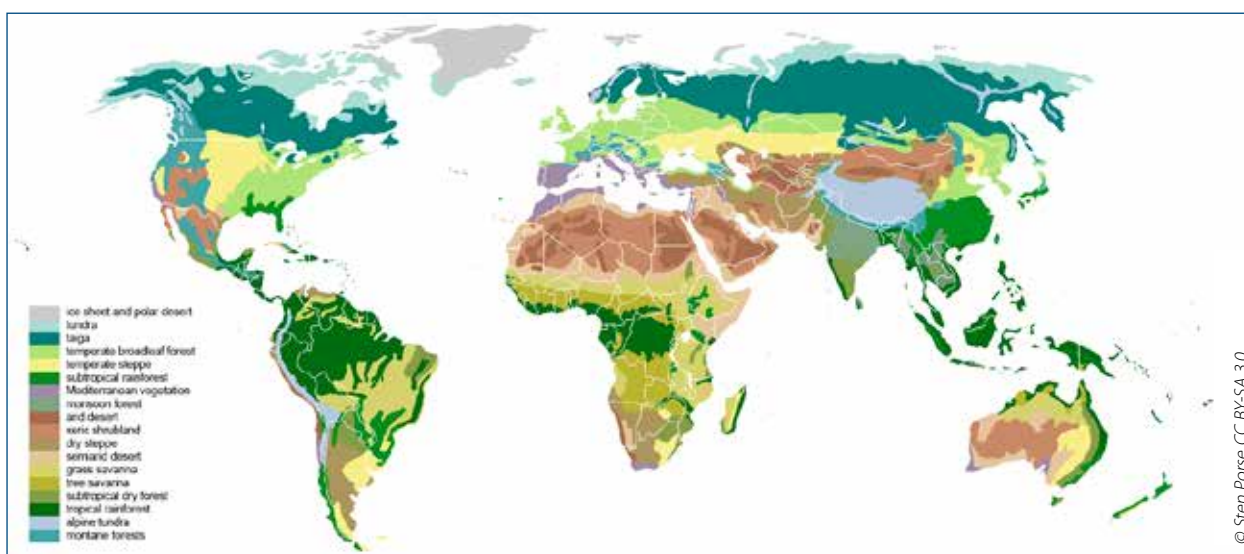 ice sheet and polar desert
tundra
taiga
temperate broadleaf forest
temperate steppe
subtropical rainforest
Mediterranean vegetation
monsoon forest
arid desert
xeric shrubland
dry steppe
semiarid desert
grass savanna
tree savanna
subtropical dry forest
tropical rainforest
alpine tundra
montane forests
© Sten Porse CC BY-SA 3.0